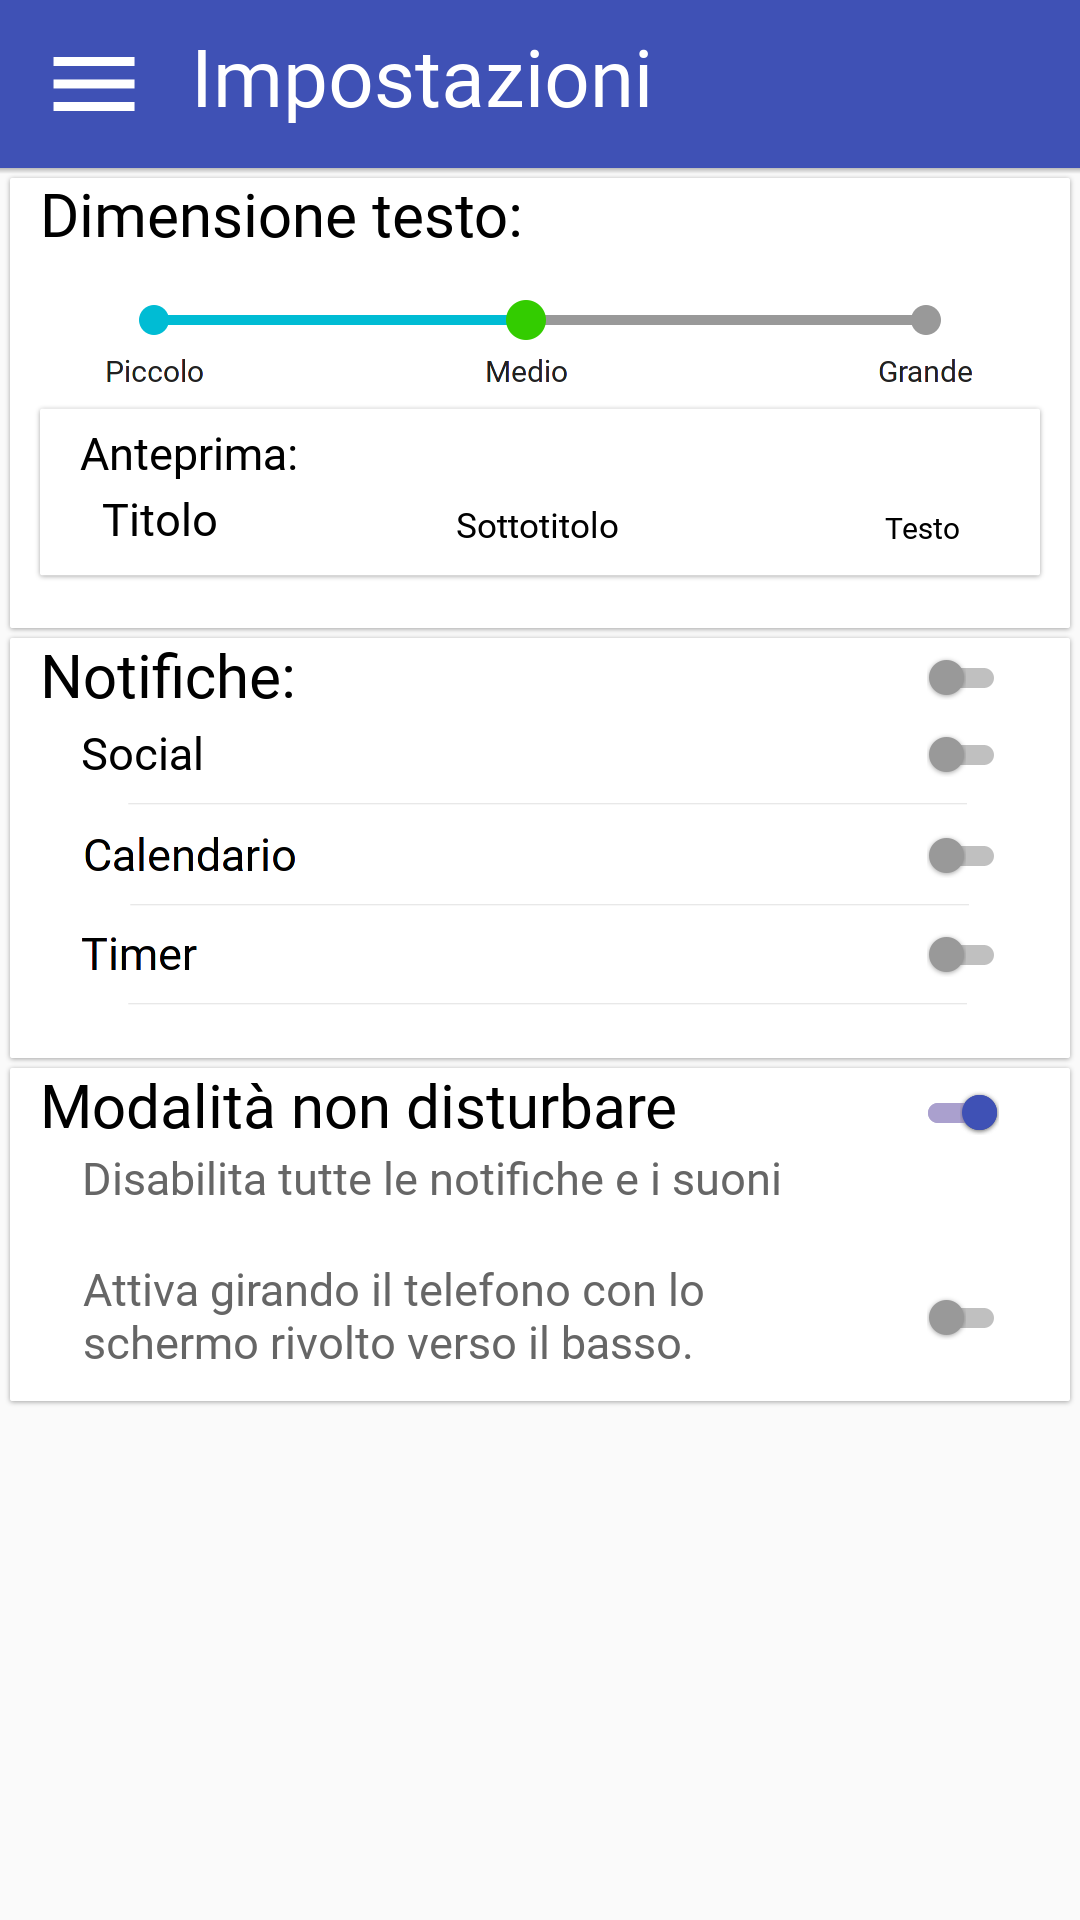 Impostazioni
Dimensione testo:
Piccolo Medio Grande
Anteprima:
Titolo Sottotitolo Testo
Notifiche:
Social
Calendario
Timer
Modalità non disturbare
Disabilita tutte le notifiche e i suoni
Attiva girando il telefono con lo
schermo rivolto verso il basso.